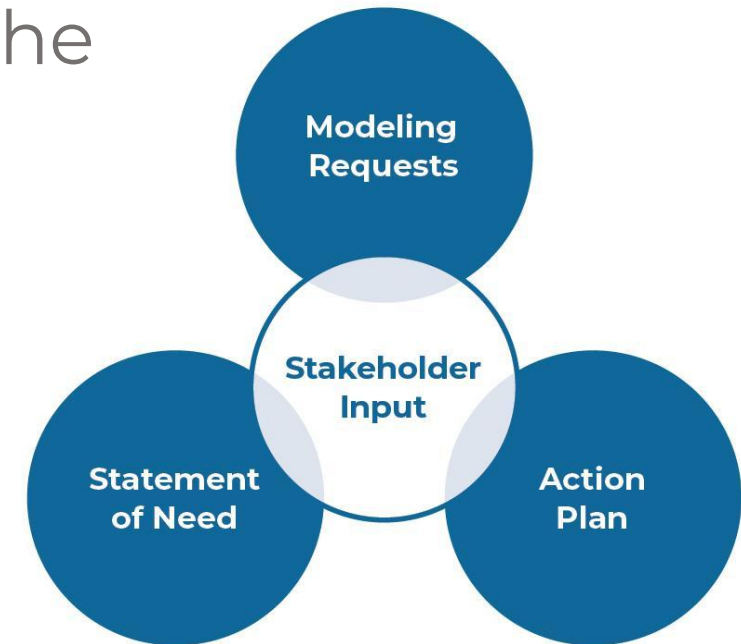 he
Modeling
Requests
Stakeholder
Input
Statement
of Need
Action
Plan